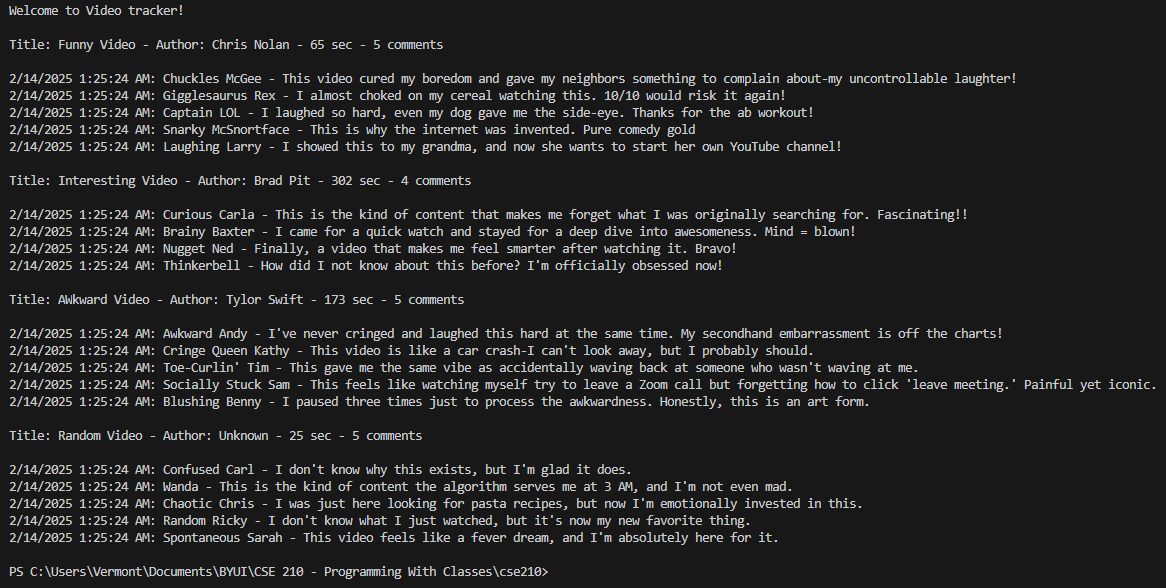 Welcome to Video tracker!
Title: Funny Video - Author: Chris Nolan - 65 sec - 5 comments
2/14/2025 1:25:24 AM: Chuckles McGee - This video cured my boredom and gave my neighbors something to complain about-my uncontrollable laughter!
2/14/2025 1:25:24 AM: Gigglesaurus Rex - I almost choked on my cereal watching this. 10/10 would risk it again!
2/14/2025 1:25:24 AM: Captain LOL - I laughed so hard, even my dog gave me the side-eye. Thanks for the ab workout!
2/14/2025 1:25:24 AM: Snarky McSnortface - This is why the internet was invented. Pure comedy gold
2/14/2025 1:25:24 AM: Laughing Larry - I showed this to my grandma, and now she wants to start her own YouTube channel!
Title: Interesting Video - Author: Brad Pit - 302 sec - 4 comments
2/14/2025 1:25:24 AM: Curious Carla - This is the kind of content that makes me forget what I was originally searching for. Fascinating!!
2/14/2025 1:25:24 AM: Brainy Baxter - I came for a quick watch and stayed for a deep dive into awesomeness. Mind = blown!
2/14/2025 1:25:24 AM: Nugget Ned - Finally, a video that makes me feel smarter after watching it. Bravo!
2/14/2025 1:25:24 AM: Thinkerbell - How did I not know about this before? I'm officially obsessed now!
Title: AWkward Video - Author: Tylor Swift - 173 sec - 5 comments
2/14/2025 1:25:24 AM: Awkward Andy - I've never cringed and laughed this hard at the same time. My secondhand embarrassment is off the charts!
2/14/2025 1:25:24 AM: Cringe Queen Kathy - This video is like a car crash-I can't look away, but I probably should.
2/14/2025 1:25:24 AM: Toe-Curlin' Tim - This gave me the same vibe as accidentally waving back at someone who wasn't waving at me.
2/14/2025 1:25:24 AM: Socially Stuck Sam - This feels like watching myself try to leave a Zoom call but forgetting how to click 'leave meeting.' Painful yet iconic.
2/14/2025 1:25:24 AM: Blushing Benny - I paused three times just to process the awkwardness. Honestly, this is an art form.
Title: Random Video - Author: Unknown - 25 sec - 5 comments
2/14/2025 1:25:24 AM: Confused Carl - I don't know why this exists, but I'm glad it does.
2/14/2025 1:25:24 AM: Wanda - This is the kind of content the algorithm serves me at 3 AM, and I'm not even mad.
2/14/2025 1:25:24 AM: Chaotic Chris - I was just here looking for pasta recipes, but now I'm emotionally invested in this.
2/14/2025 1:25:24 AM: Random Ricky - I don't know what I just watched, but it's now my new favorite thing.
2/14/2025 1:25:24 AM: Spontaneous Sarah - This video feels like a fever dream, and I'm absolutely here for it.
PS C:\Users\Vermont\Documents\BYUI\CSE 210 - Programming With Classes\cse210>